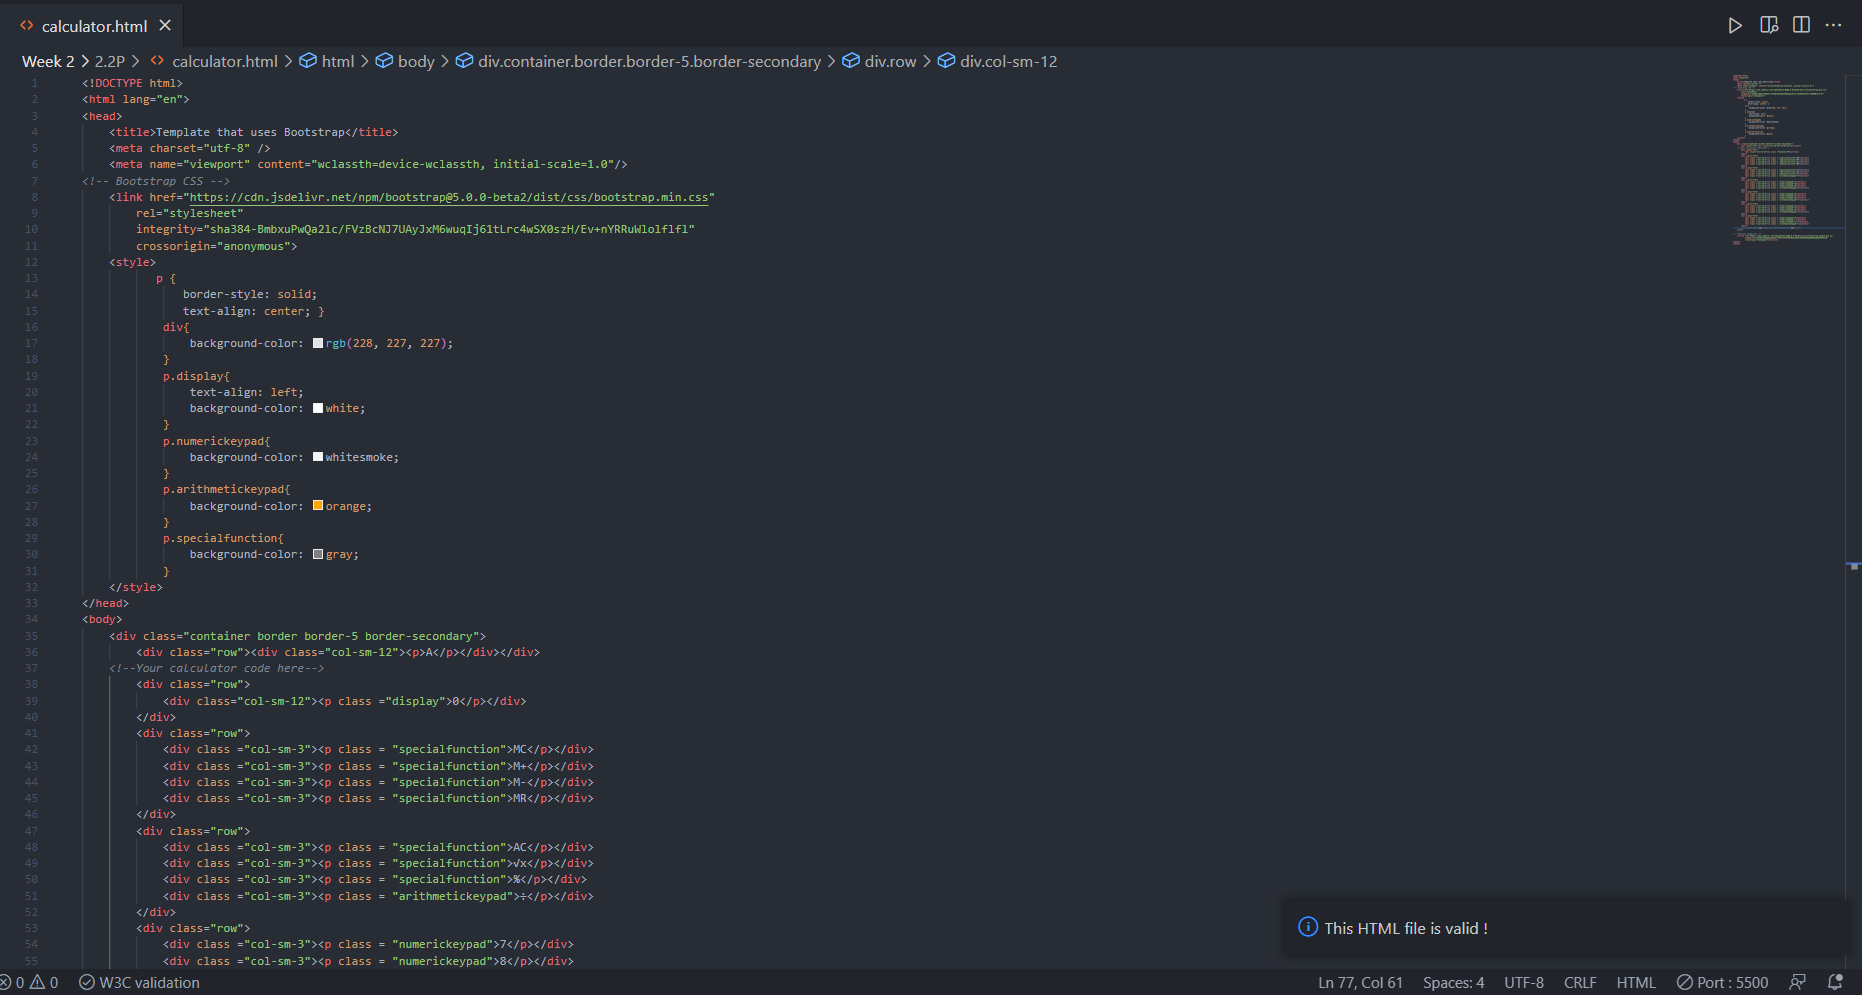 calculator.html
Week 2 > 2.2P > calculator.html > html > body > div.container.border.border-5.border-secondary > div.row > div.col-sm-12
1 <!DOCTYPE html>
2 <html lang="en">
3 <head>
4 <title>Template that uses Bootstrap</title>
5 <meta charset="utf-8" />
6 <meta name="viewport" content="wclassth=device-wclassth, initial-scale=1.0"/>
7 <!-- Bootstrap CSS -->
8 <link href="https://cdn.jsdelivr.net/npm/bootstrap@5.0.0-beta2/dist/css/bootstrap.min.css"
9 rel="stylesheet"
10 integrity="sha384-BmbxuPwQa2lc/FVzBcNJ7UAyJxM6wuqIj61tLrc4wSX0szH/Ev+nYRRuWlolflfl"
11 crossorigin="anonymous">
12 <style>
13 p {
14 border-style: solid;
15 text-align: center; }
16 div{
17 background-color: rgb(228, 227, 227);
18 }
19 p.display{
20 text-align: left;
21 background-color: white;
22 }
23 p.numerickeypad{
24 background-color: whitesmoke;
25 }
26 p.arithmetickeypad{
27 background-color: orange;
28 }
29 p.specialfunction{
30 background-color: gray;
31 }
32 </style>
33 </head>
34 <body>
35 <div class="container border border-5 border-secondary">
36 <div class="row"><div class="col-sm-12"><p>A</p></div></div>
37 <!--Your calculator code here-->
38 <div class="row">
39 <div class="col-sm-12"><p class ="display">0</p></div>
40 </div>
41 <div class="row">
42 <div class ="col-sm-3"><p class = "specialfunction">MC</p></div>
43 <div class ="col-sm-3"><p class = "specialfunction">M+</p></div>
44 <div class ="col-sm-3"><p class = "specialfunction">M-</p></div>
45 <div class ="col-sm-3"><p class = "specialfunction">MR</p></div>
46 </div>
47 <div class="row">
48 <div class ="col-sm-3"><p class = "specialfunction">AC</p></div>
49 <div class ="col-sm-3"><p class = "specialfunction">√x</p></div>
50 <div class ="col-sm-3"><p class = "specialfunction">%</p></div>
51 <div class ="col-sm-3"><p class = "arithmetickeypad">÷</p></div>
52 </div>
53 <div class="row">
54 <div class ="col-sm-3"><p class = "numerickeypad">7</p></div>
55 <div class ="col-sm-3"><p class = "numerickeypad">8</p></div>
This HTML file is valid !
0 0 W3C validation Ln 77, Col 61 Spaces: 4 UTF-8 CRLF HTML Port : 5500